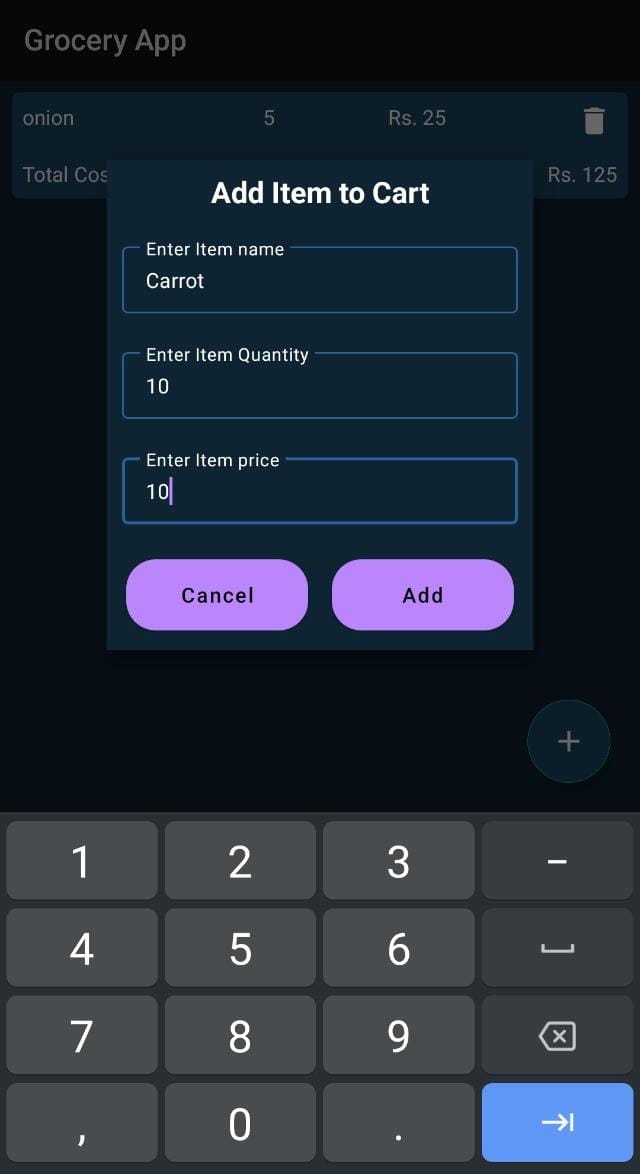 Grocery App
onion 5 Rs. 25
Total Cos Rs. 125
Add Item to Cart
Enter Item name
Carrot
Enter Item Quantity
10
Enter Item price
10
Cancel Add
+
1 2 3 −
4 5 6
7 8 9
, 0 .